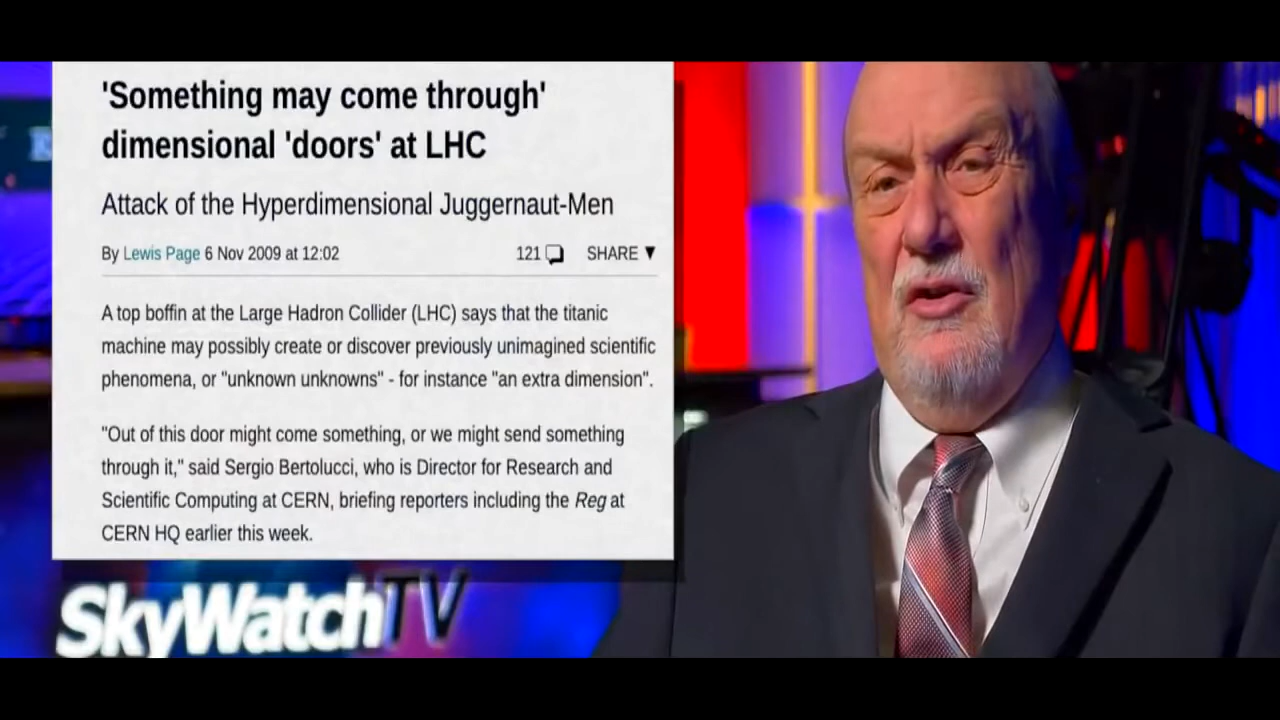 'Something may come through'
dimensional 'doors' at LHC
Attack of the Hyperdimensional Juggernaut-Men
By Lewis Page 6 Nov 2009 at 12:02 121 SHARE ▼
A top boffin at the Large Hadron Collider (LHC) says that the titanic
machine may possibly create or discover previously unimagined scientific
phenomena, or "unknown unknowns" - for instance "an extra dimension".
"Out of this door might come something, or we might send something
through it," said Sergio Bertolucci, who is Director for Research and
Scientific Computing at CERN, briefing reporters including the Reg at
CERN HQ earlier this week.
SkyWatchTV